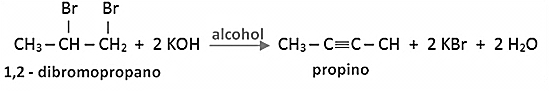 Br Br
CH₃ – CH – CH₂ + 2 KOH alcohol → CH₃ – C≡C – CH + 2 KBr + 2 H₂O
1,2 - dibromopropano propino